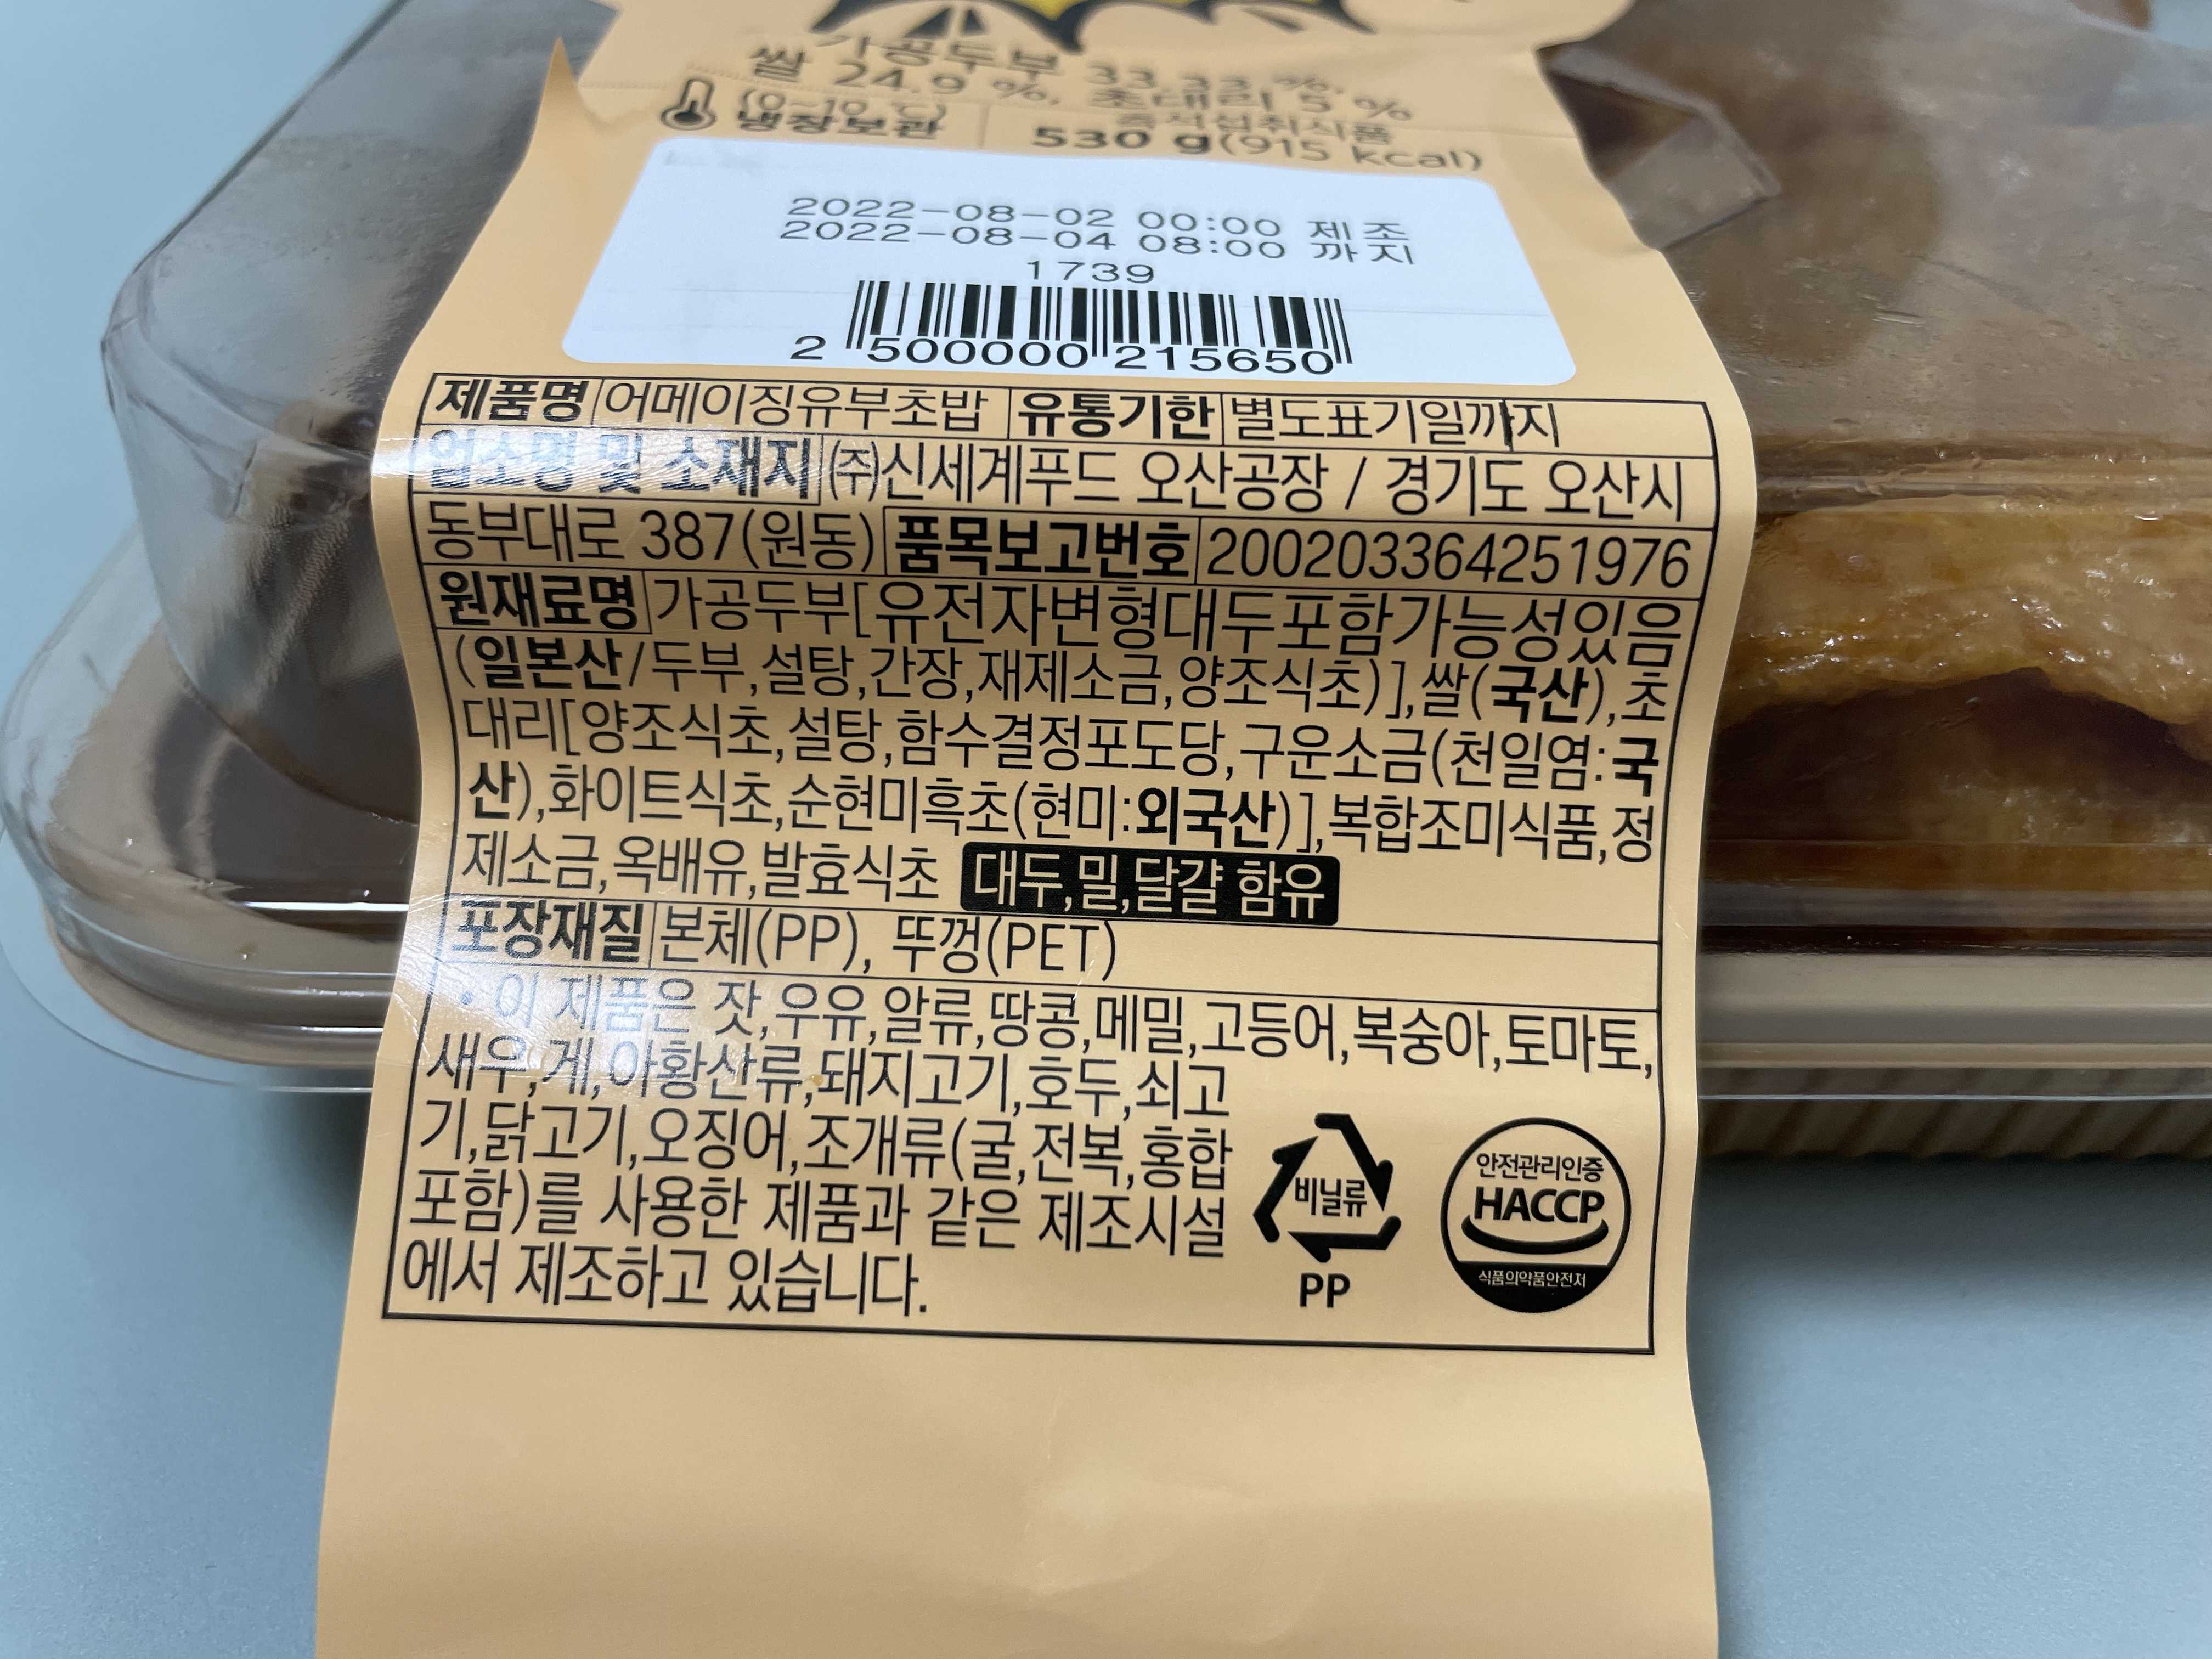 가공두부 33.33 %,
쌀 24.9 %, 초대리 5 %
(0~10 ℃)
냉장보관
즉석섭취식품
530 g(915 kcal)
2022-08-02 00:00 제조
2022-08-04 08:00 까지
1739
2 500000 215650
제품명 어메이징유부초밥 유통기한 별도표기일까지
업소명 및 소재지 (주)신세계푸드 오산공장 / 경기도 오산시
동부대로 387(원동) 품목보고번호 200203364251976
원재료명 가공두부[유전자변형대두포함가능성있음
(일본산/두부,설탕,간장,재제소금,양조식초)],쌀(국산),초
대리[양조식초,설탕,함수결정포도당,구운소금(천일염:국
산),화이트식초,순현미흑초(현미:외국산)],복합조미식품,정
제소금,옥배유,발효식초 대두,밀,달걀 함유
포장재질 본체(PP), 뚜껑(PET)
· 이 제품은 잣,우유,알류,땅콩,메밀,고등어,복숭아,토마토,
새우,게,아황산류,돼지고기,호두,쇠고
기,닭고기,오징어,조개류(굴,전복,홍합
포함)를 사용한 제품과 같은 제조시설
에서 제조하고 있습니다.
비닐류
PP
안전관리인증
HACCP
식품의약품안전처